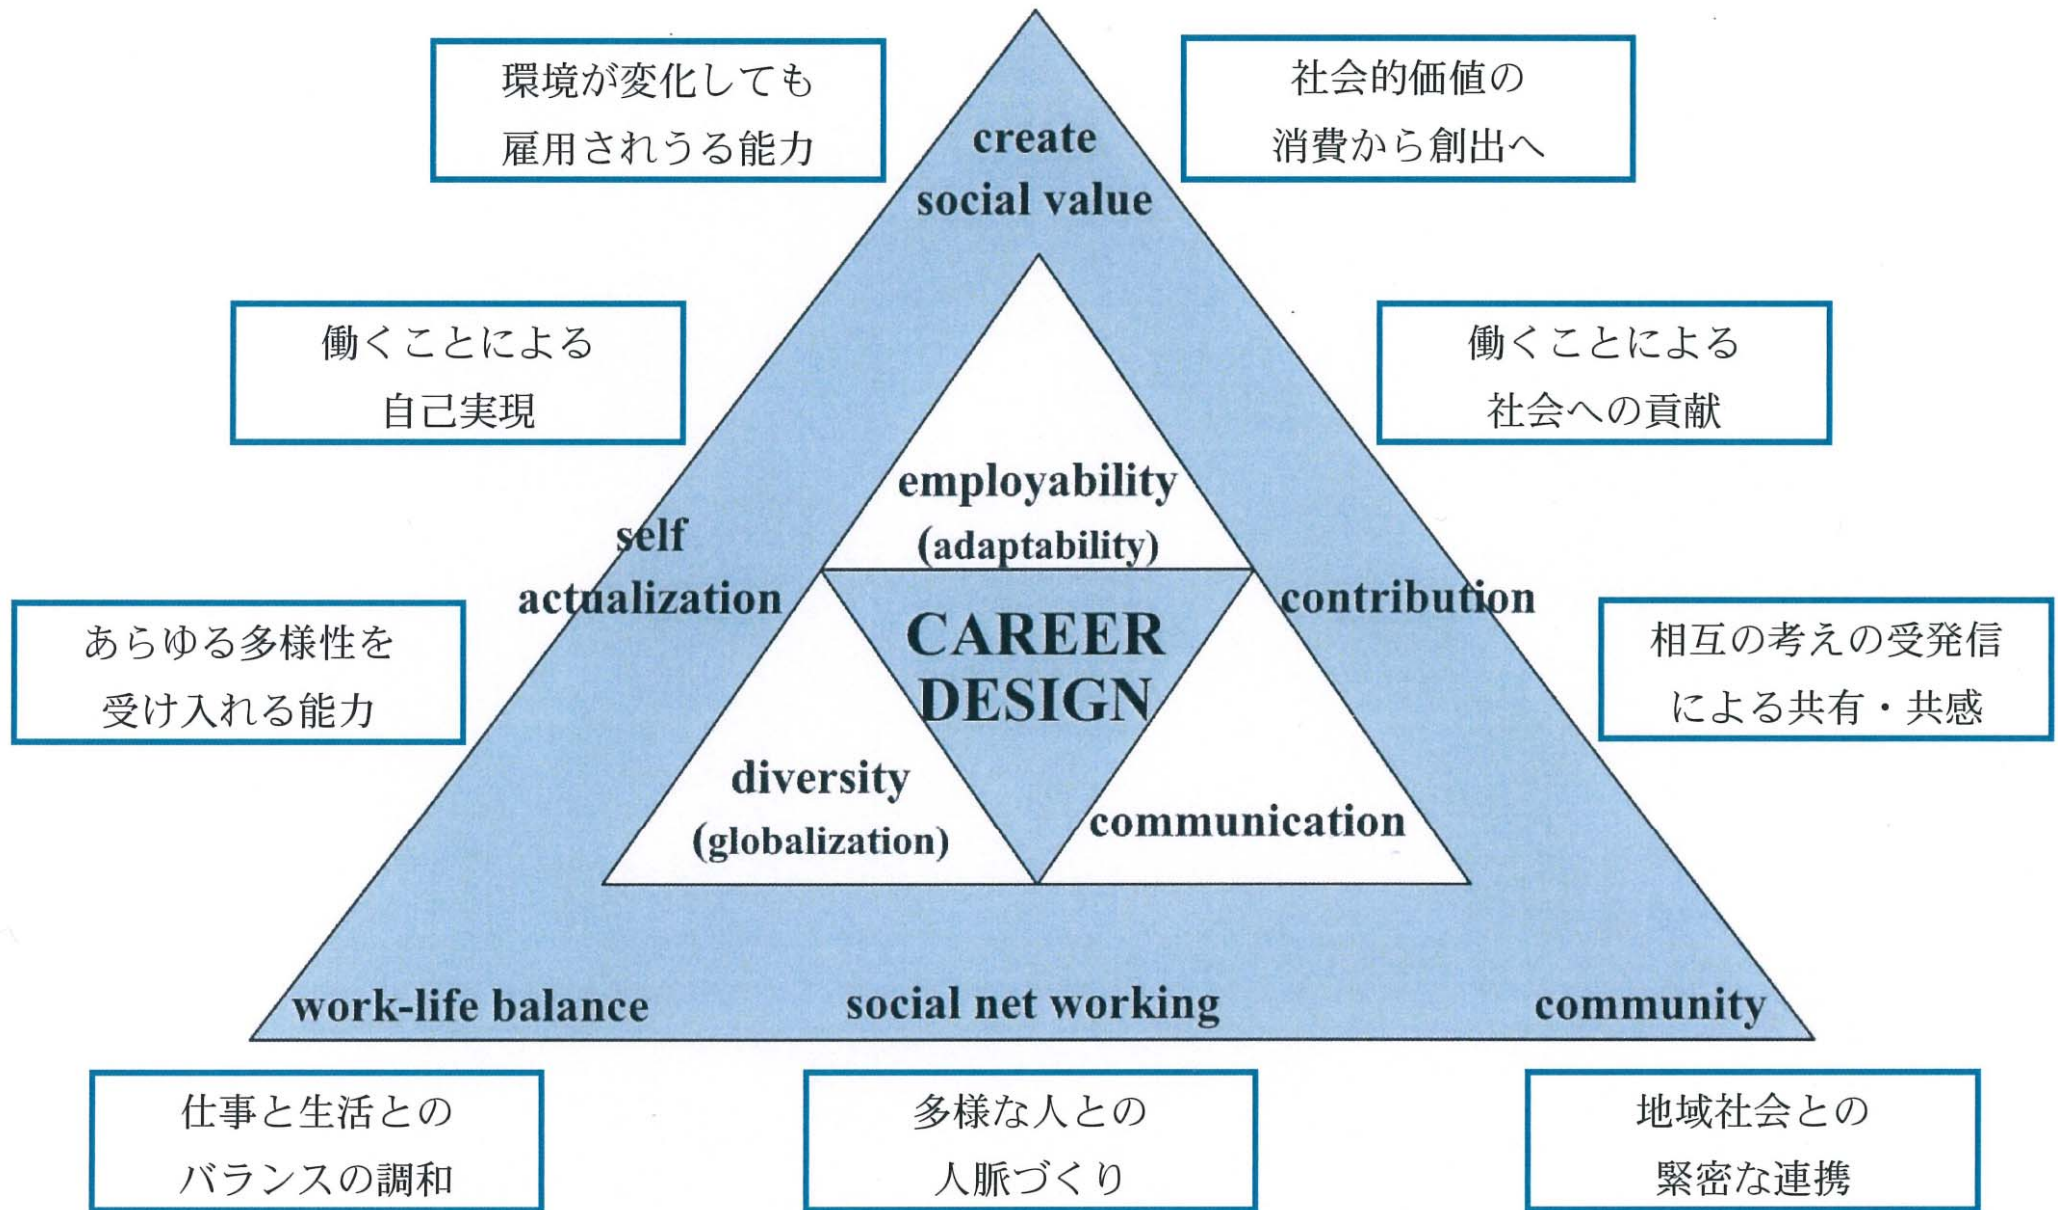 環境が変化しても
雇用されうる能力
社会的価値の
消費から創出へ
create
social value
働くことによる
自己実現
働くことによる
社会への貢献
employability
(adaptability)
self
actualization
contribution
CAREER
DESIGN
あらゆる多様性を
受け入れる能力
相互の考えの受発信
による共有・共感
diversity
(globalization)
communication
work-life balance
social net working
community
仕事と生活との
バランスの調和
多様な人との
人脈づくり
地域社会との
緊密な連携